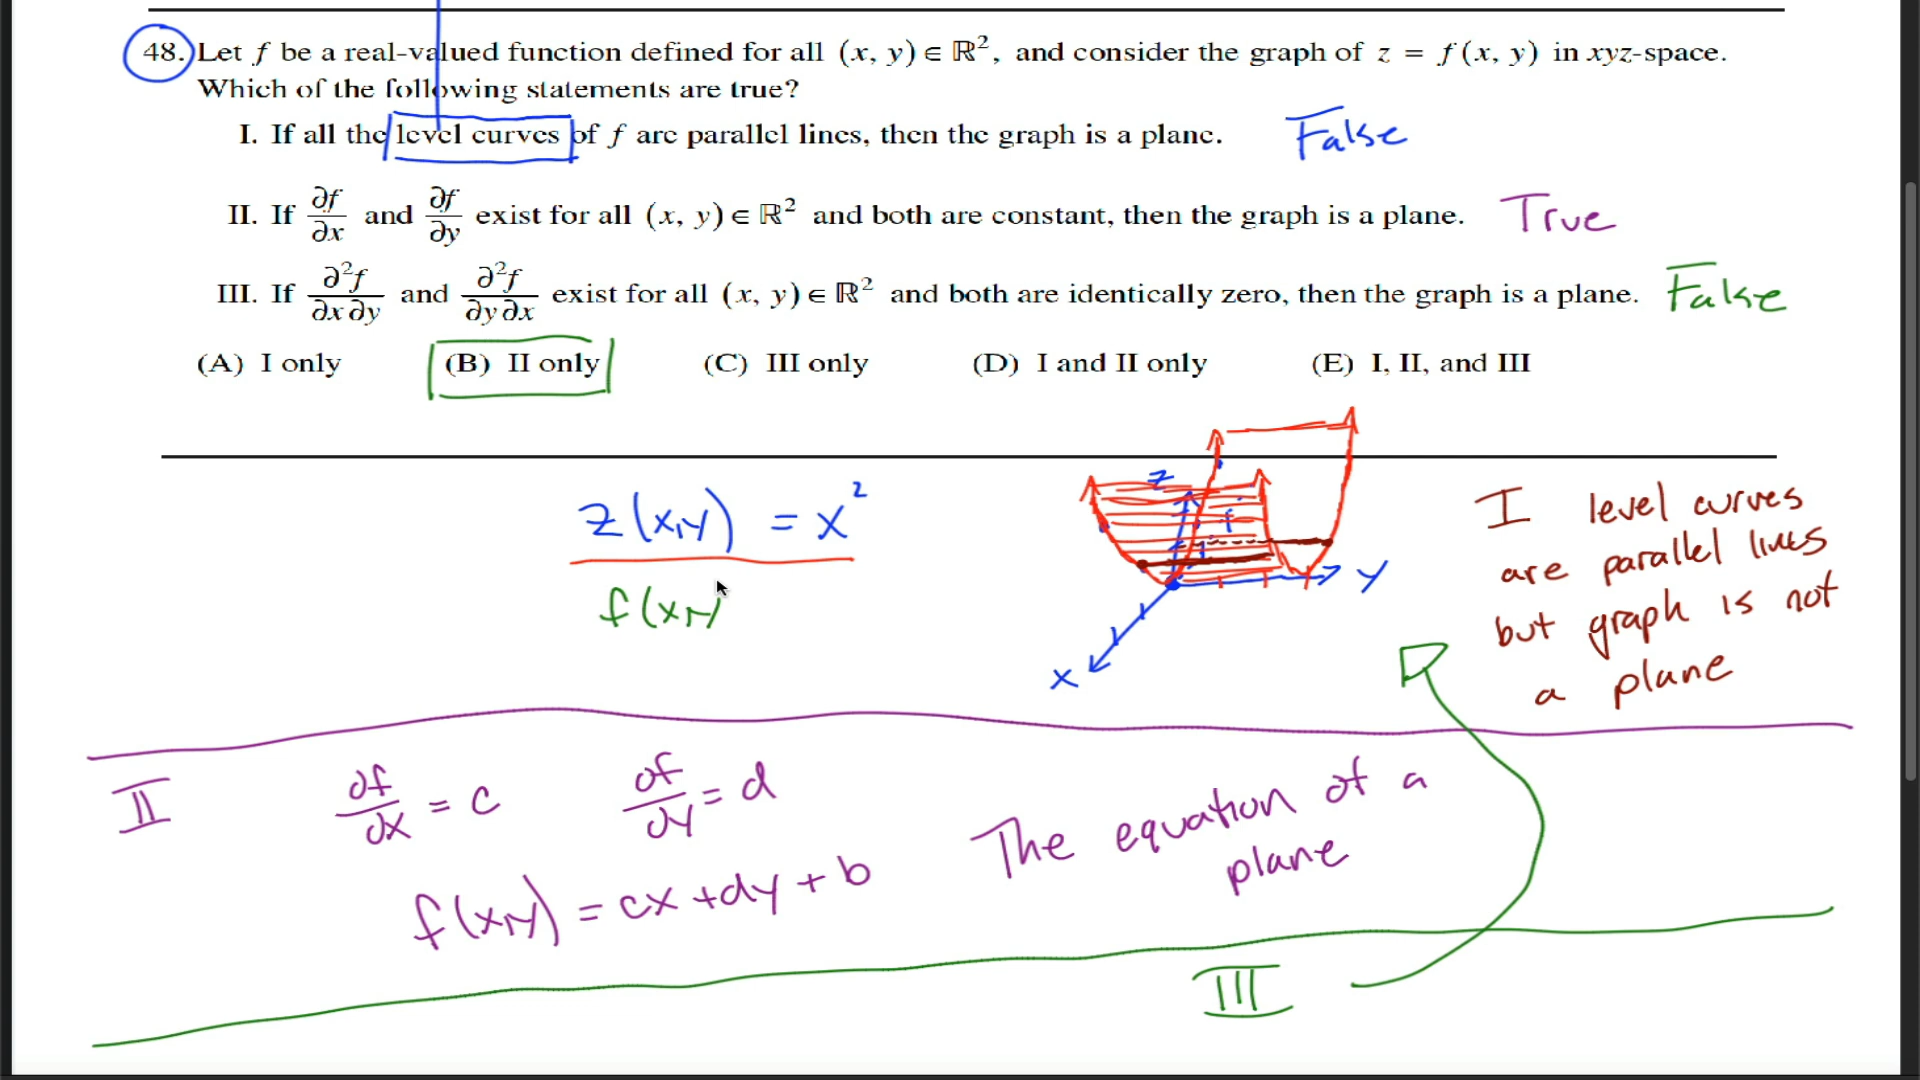 48. Let f be a real-valued function defined for all (x, y) ∈ ℝ², and consider the graph of z = f(x, y) in xyz-space.
Which of the following statements are true?
I. If all the level curves of f are parallel lines, then the graph is a plane. False
II. If ∂f/∂x and ∂f/∂y exist for all (x, y) ∈ ℝ² and both are constant, then the graph is a plane. True
III. If ∂²f/∂x∂y and ∂²f/∂y∂x exist for all (x, y) ∈ ℝ² and both are identically zero, then the graph is a plane. False
(A) I only (B) II only (C) III only (D) I and II only (E) I, II, and III
z(x,y) = x²
f(x,y)
z
y
x
I level curves
are parallel lines
but graph is not
a plane
II ∂f/∂x = c ∂f/∂y = d
f(x,y) = cx + dy + b
The equation of a
plane
III